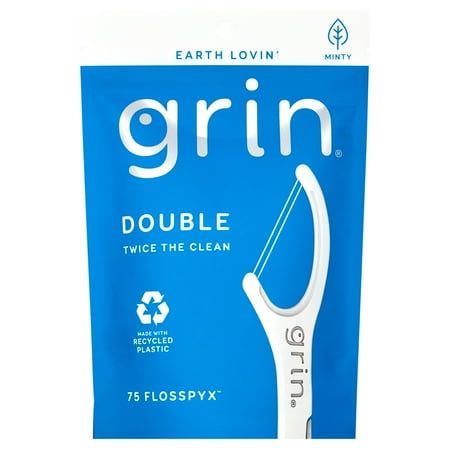 EARTH LOVIN'
MINTY
grin®
DOUBLE
TWICE THE CLEAN
MADE WITH
RECYCLED
PLASTIC
grin®
75 FLOSSPYX™